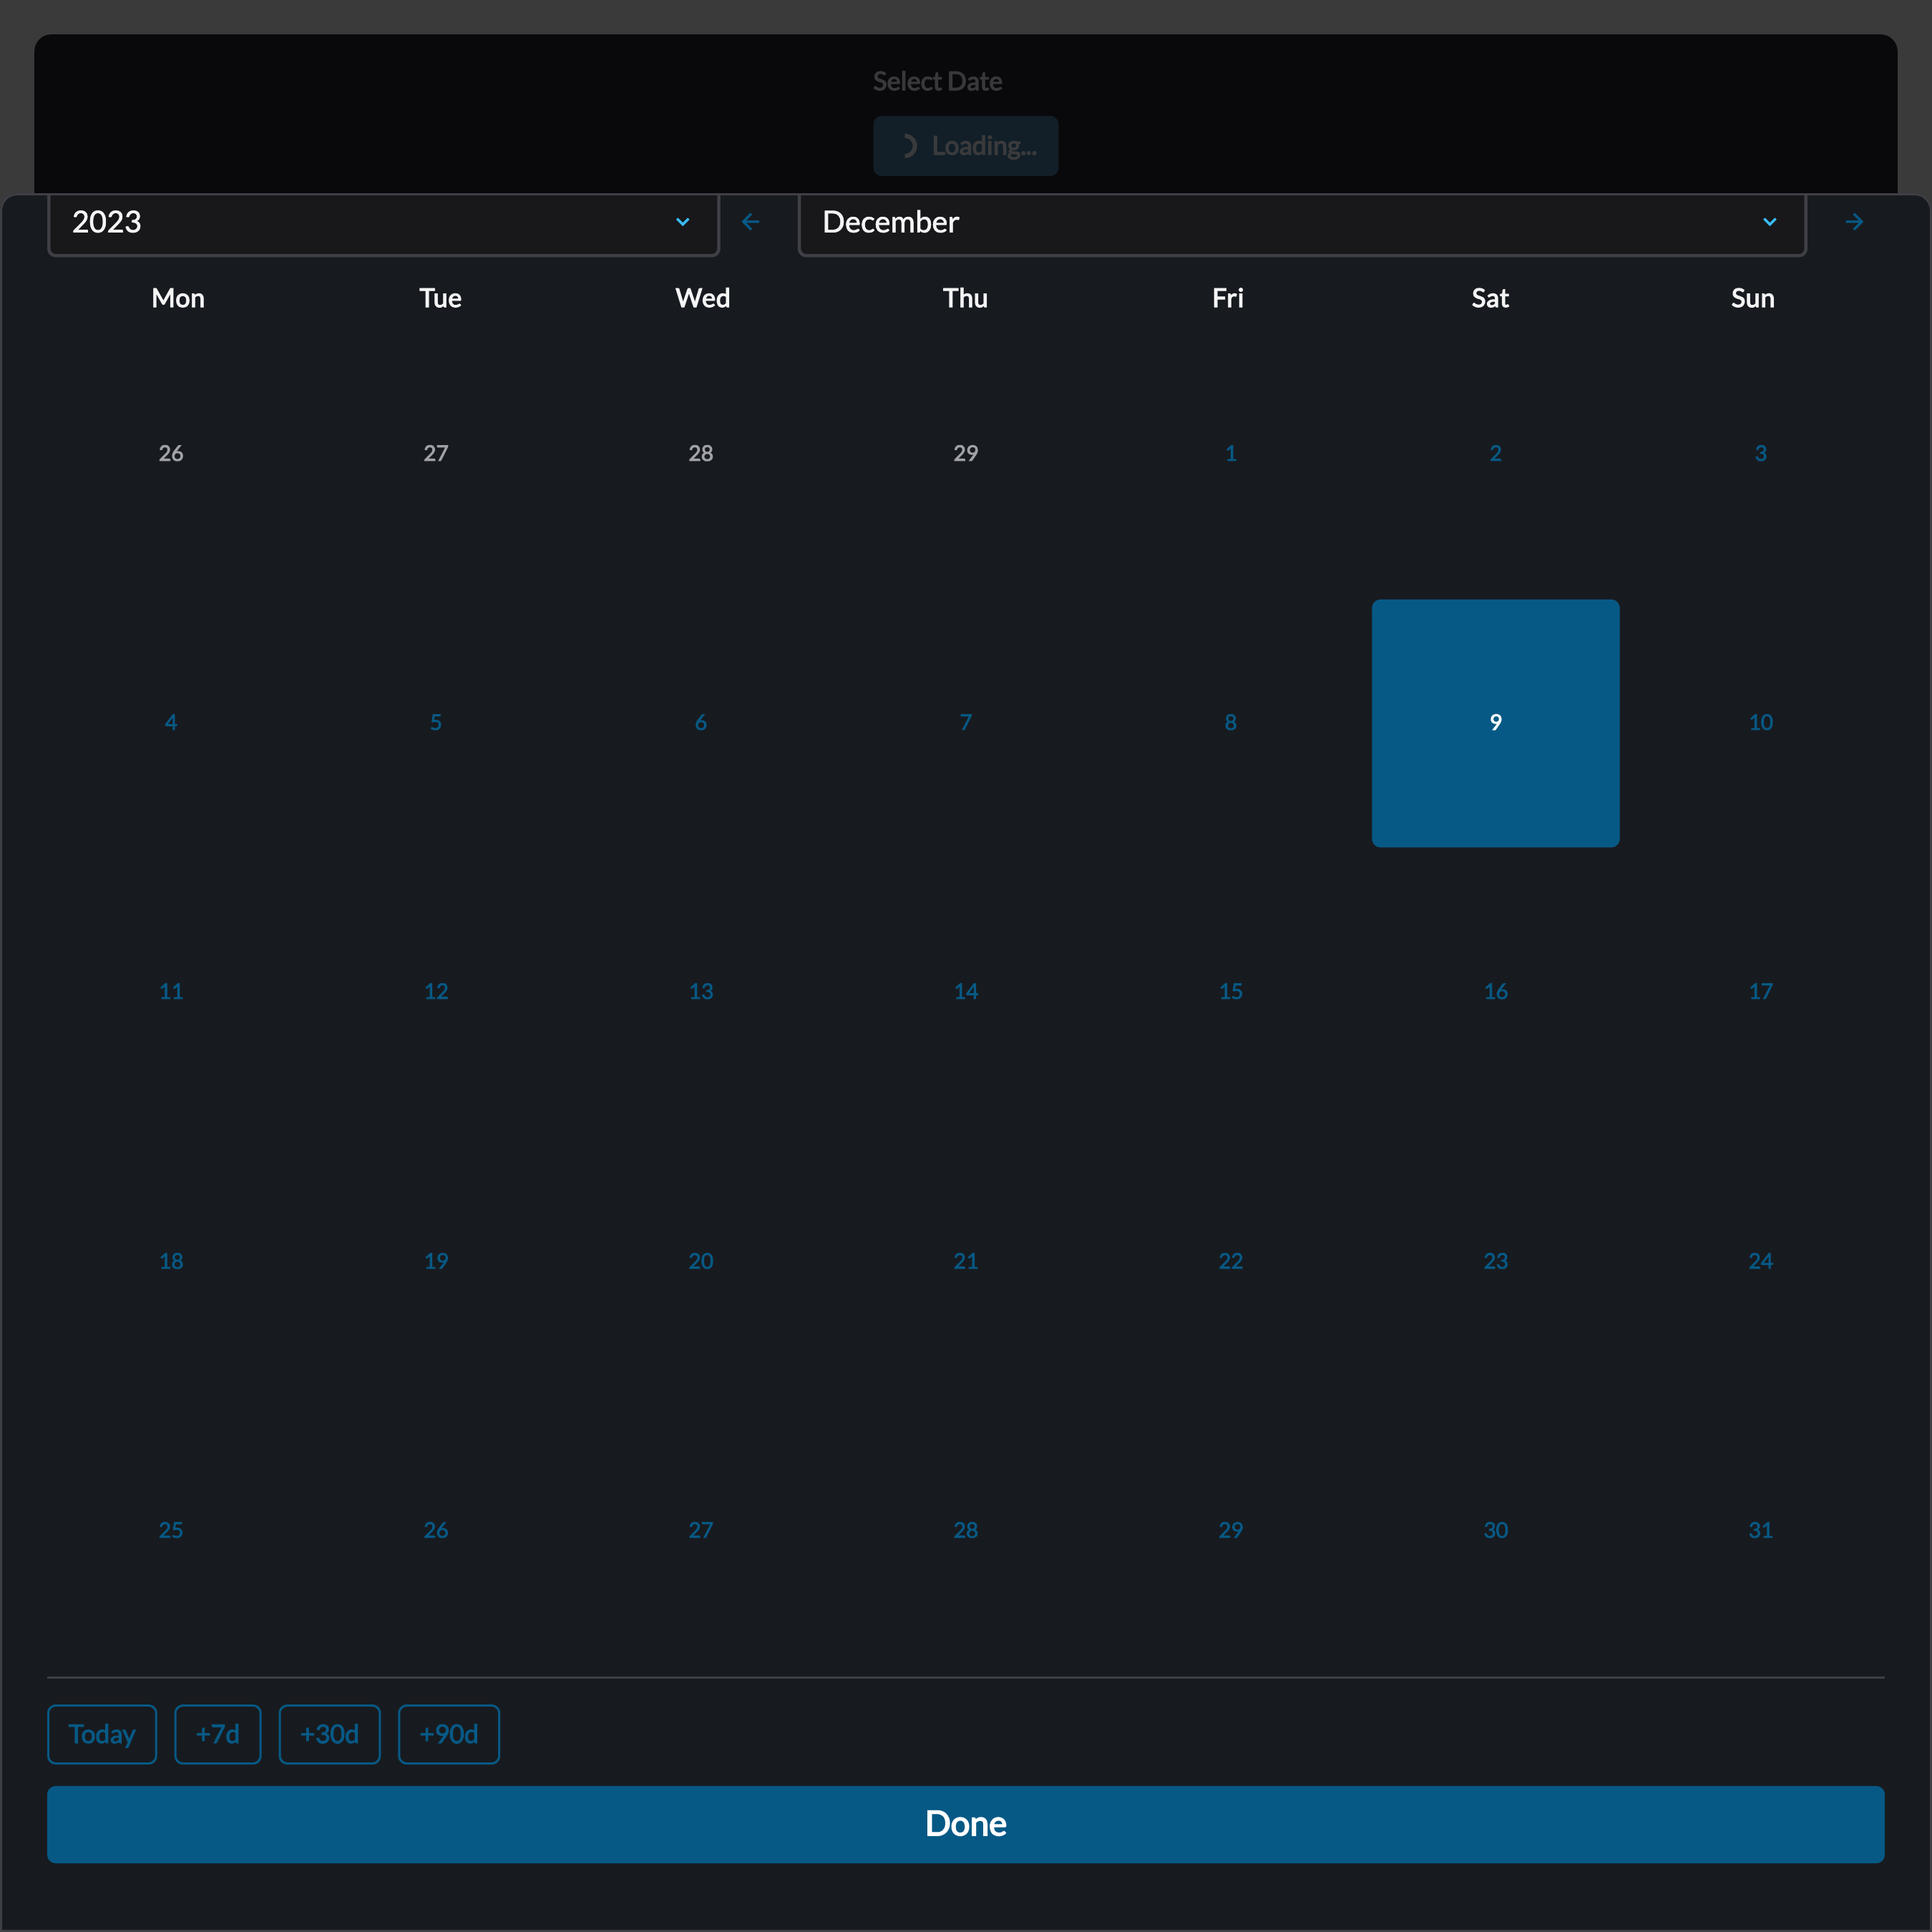 Select Date
Loading...
2023 December
Mon Tue Wed Thu Fri Sat Sun
26 27 28 29 1 2 3
4 5 6 7 8 9 10
11 12 13 14 15 16 17
18 19 20 21 22 23 24
25 26 27 28 29 30 31
Today +7d +30d +90d
Done